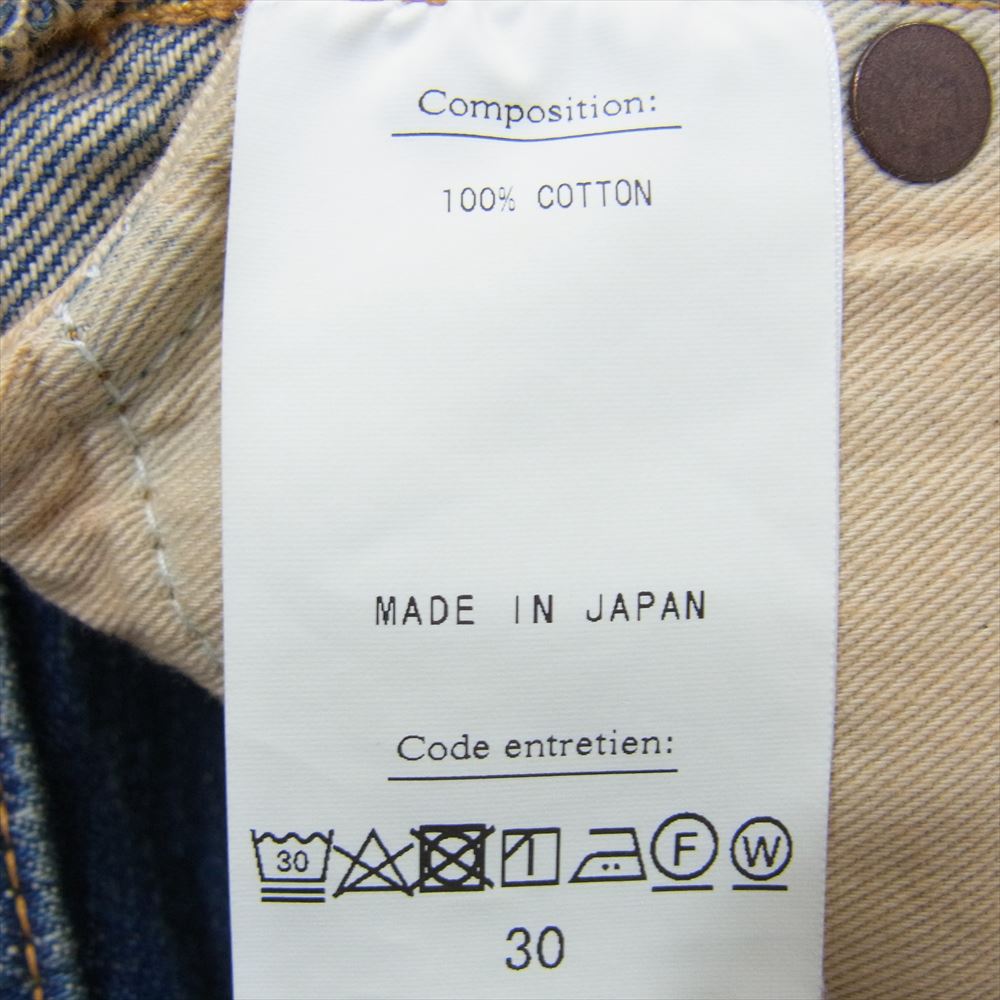 Composition:
100% COTTON
MADE IN JAPAN
Code entretien:
30 F W
30